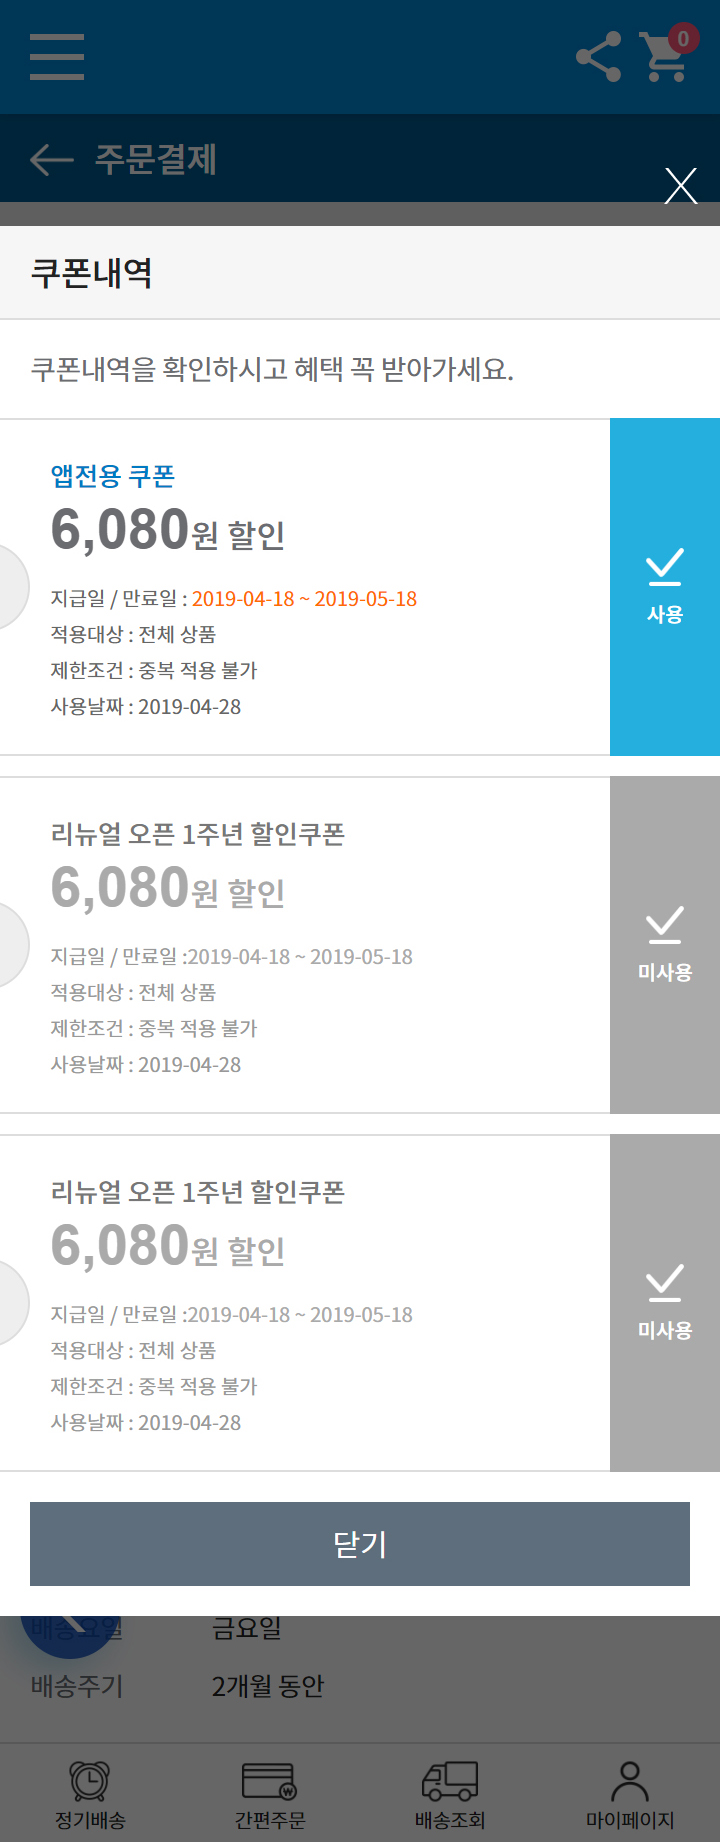 0
주문결제
쿠폰내역
쿠폰내역을 확인하시고 혜택 꼭 받아가세요.
앱전용 쿠폰
6,080원 할인
지급일 / 만료일 : 2019-04-18 ~ 2019-05-18
적용대상 : 전체 상품
제한조건 : 중복 적용 불가
사용날짜 : 2019-04-28
사용
리뉴얼 오픈 1주년 할인쿠폰
6,080원 할인
지급일 / 만료일 :2019-04-18 ~ 2019-05-18
적용대상 : 전체 상품
제한조건 : 중복 적용 불가
사용날짜 : 2019-04-28
미사용
리뉴얼 오픈 1주년 할인쿠폰
6,080원 할인
지급일 / 만료일 :2019-04-18 ~ 2019-05-18
적용대상 : 전체 상품
제한조건 : 중복 적용 불가
사용날짜 : 2019-04-28
미사용
닫기
배송요일 금요일
배송주기 2개월 동안
정기배송 간편주문 배송조회 마이페이지